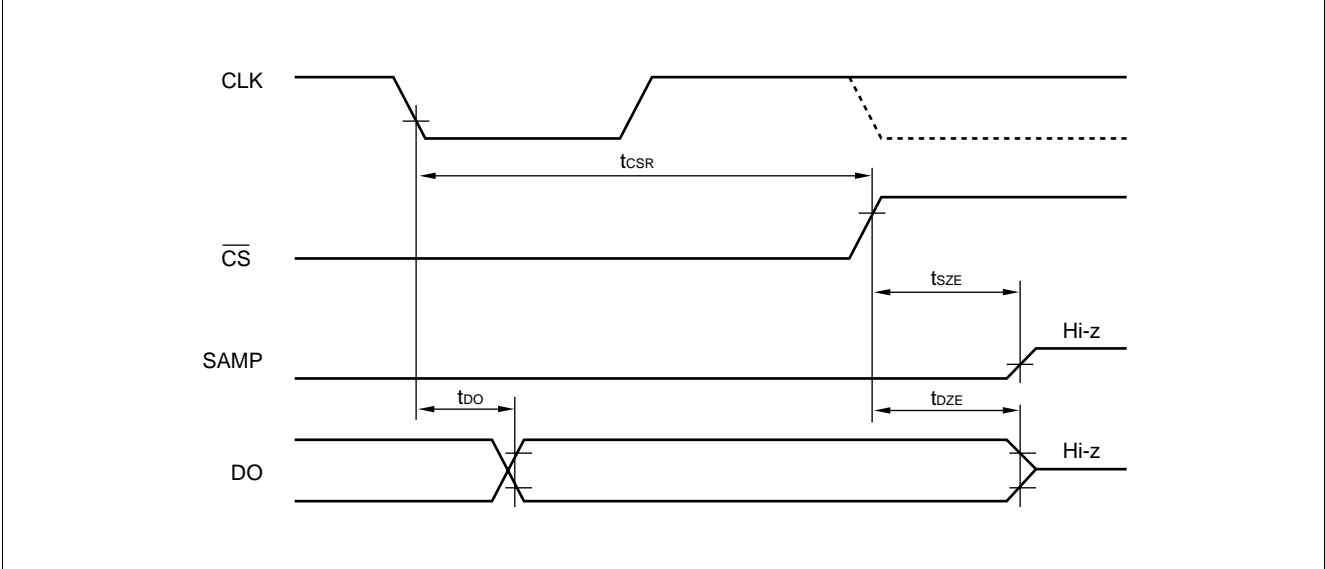 CLK
tCSR
CS
tSZE
Hi-z
SAMP
tDO
tDZE
Hi-z
DO